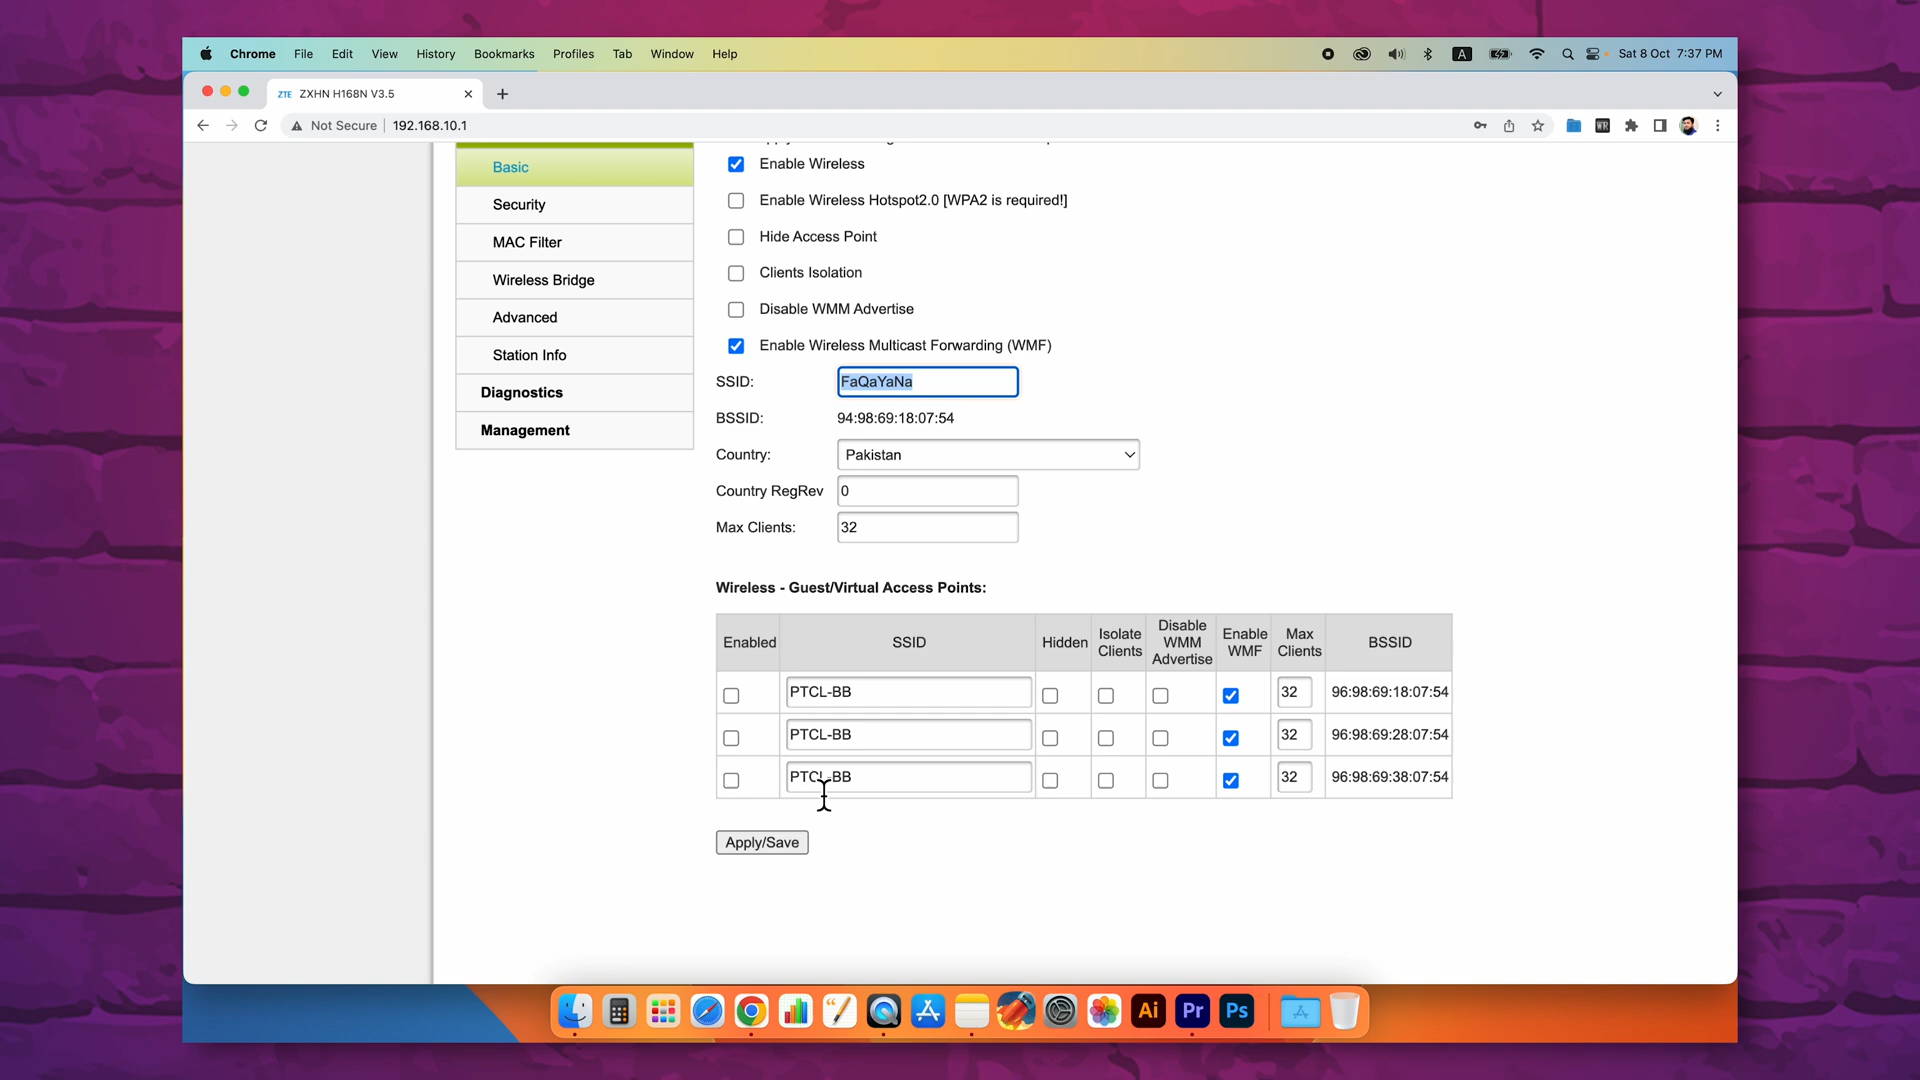 Chrome File Edit View History Bookmarks Profiles Tab Window Help
A
Sat 8 Oct 7:37 PM
ZTE ZXHN H168N V3.5
Not Secure 192.168.10.1
WR
Basic
Enable Wireless
Enable Wireless Hotspot2.0 [WPA2 is required!]
Security
Hide Access Point
MAC Filter
Clients Isolation
Wireless Bridge
Disable WMM Advertise
Advanced
Enable Wireless Multicast Forwarding (WMF)
Station Info
SSID: FaQaYaNa
Diagnostics
BSSID: 94:98:69:18:07:54
Management
Country: Pakistan
Country RegRev 0
Max Clients: 32
Wireless - Guest/Virtual Access Points:
Enabled SSID Hidden Isolate Clients Disable WMM Advertise Enable WMF Max Clients BSSID
PTCL-BB 32 96:98:69:18:07:54
PTCL-BB 32 96:98:69:28:07:54
PTCL-BB 32 96:98:69:38:07:54
Apply/Save
Ai Pr Ps